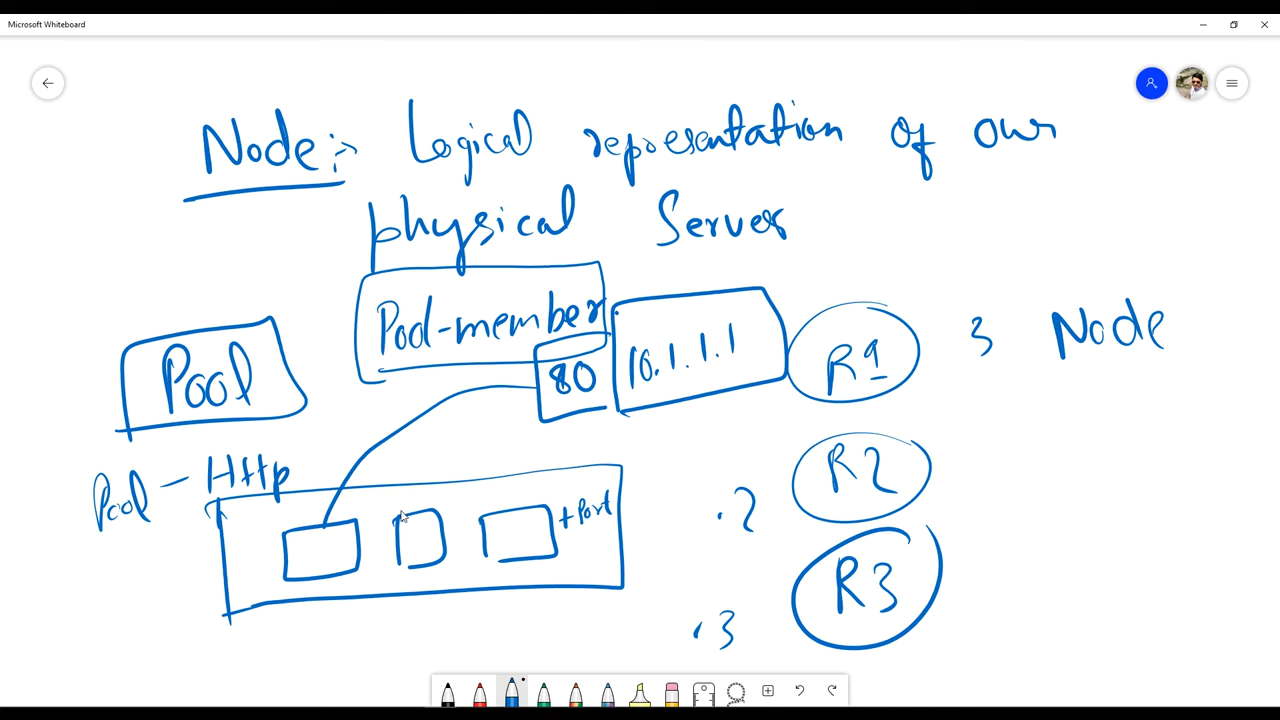 Microsoft Whiteboard
Node:- Logical representation of our
physical Server
Pool-member
Pool
80
10.1.1.1
R1
3 Node
Pool - Http
R2
.2
+Port
R3
.3